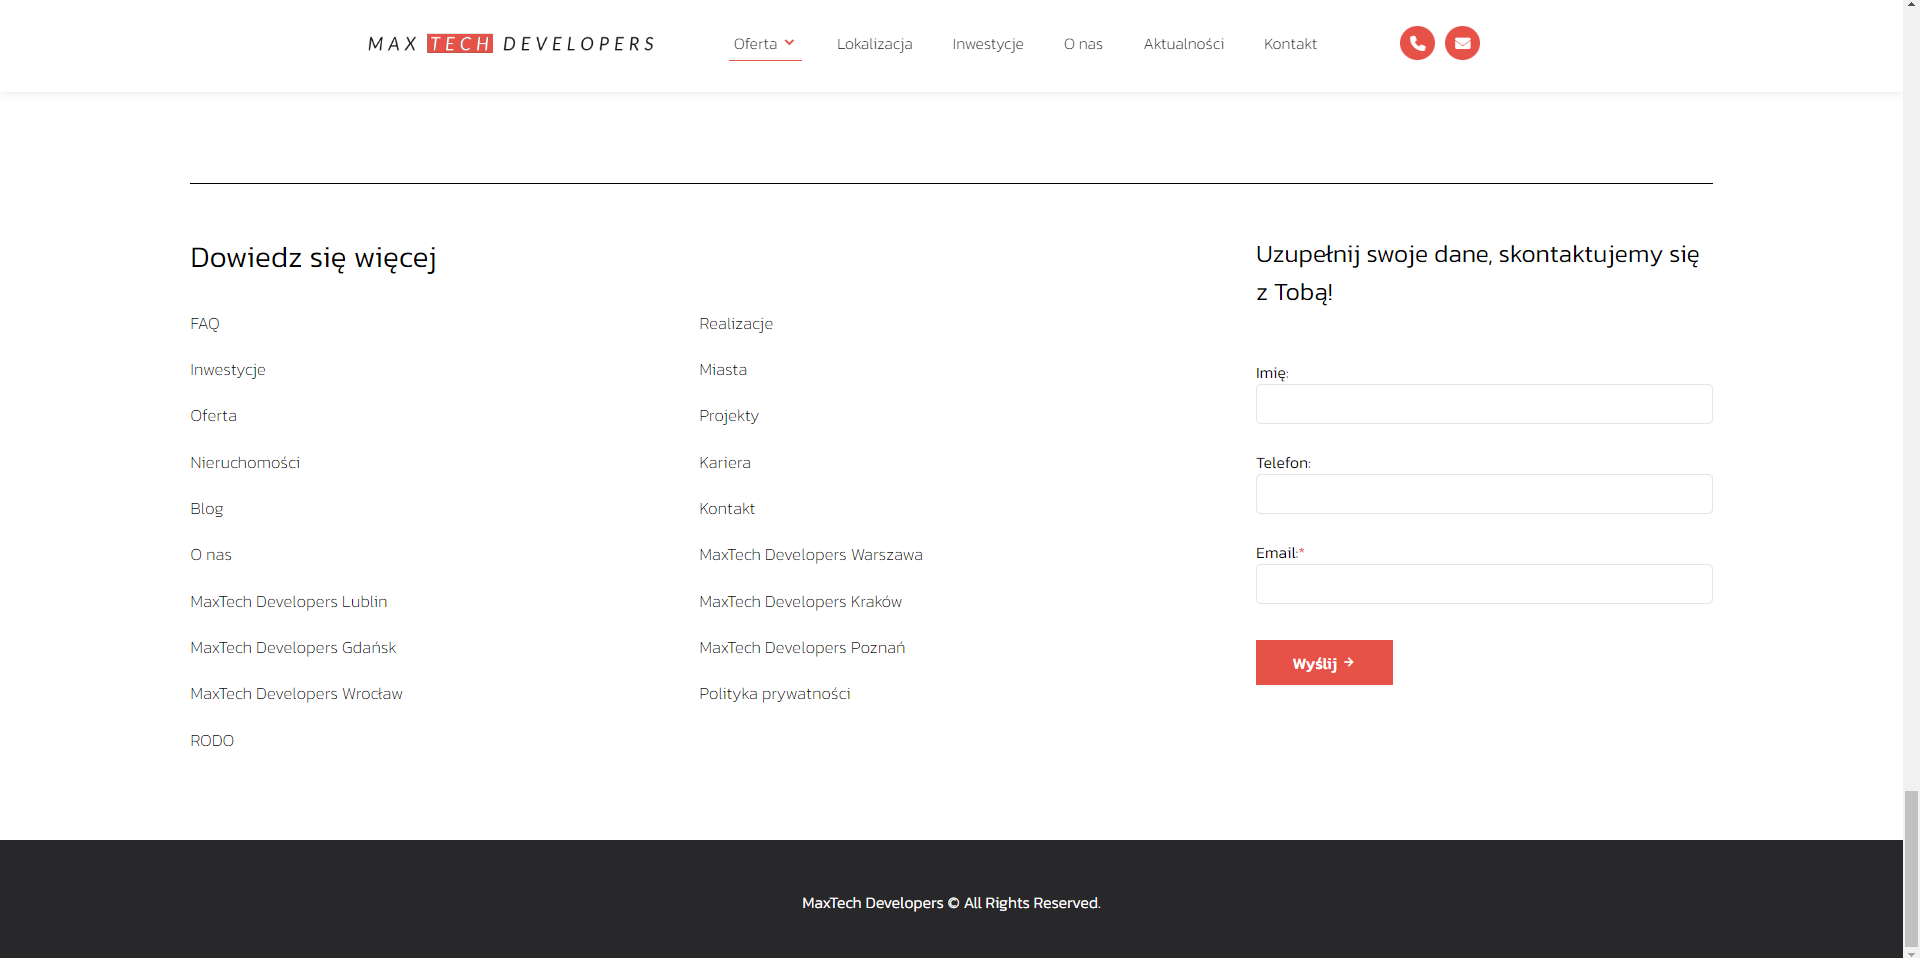 MAX TECH DEVELOPERS
Oferta
Lokalizacja
Inwestycje
O nas
Aktualności
Kontakt
Dowiedz się więcej
FAQ
Inwestycje
Oferta
Nieruchomości
Blog
O nas
MaxTech Developers Lublin
MaxTech Developers Gdańsk
MaxTech Developers Wrocław
RODO
Realizacje
Miasta
Projekty
Kariera
Kontakt
MaxTech Developers Warszawa
MaxTech Developers Kraków
MaxTech Developers Poznań
Polityka prywatności
Uzupełnij swoje dane, skontaktujemy się
z Tobą!
Imię:
Telefon:
Email:*
Wyślij →
MaxTech Developers © All Rights Reserved.